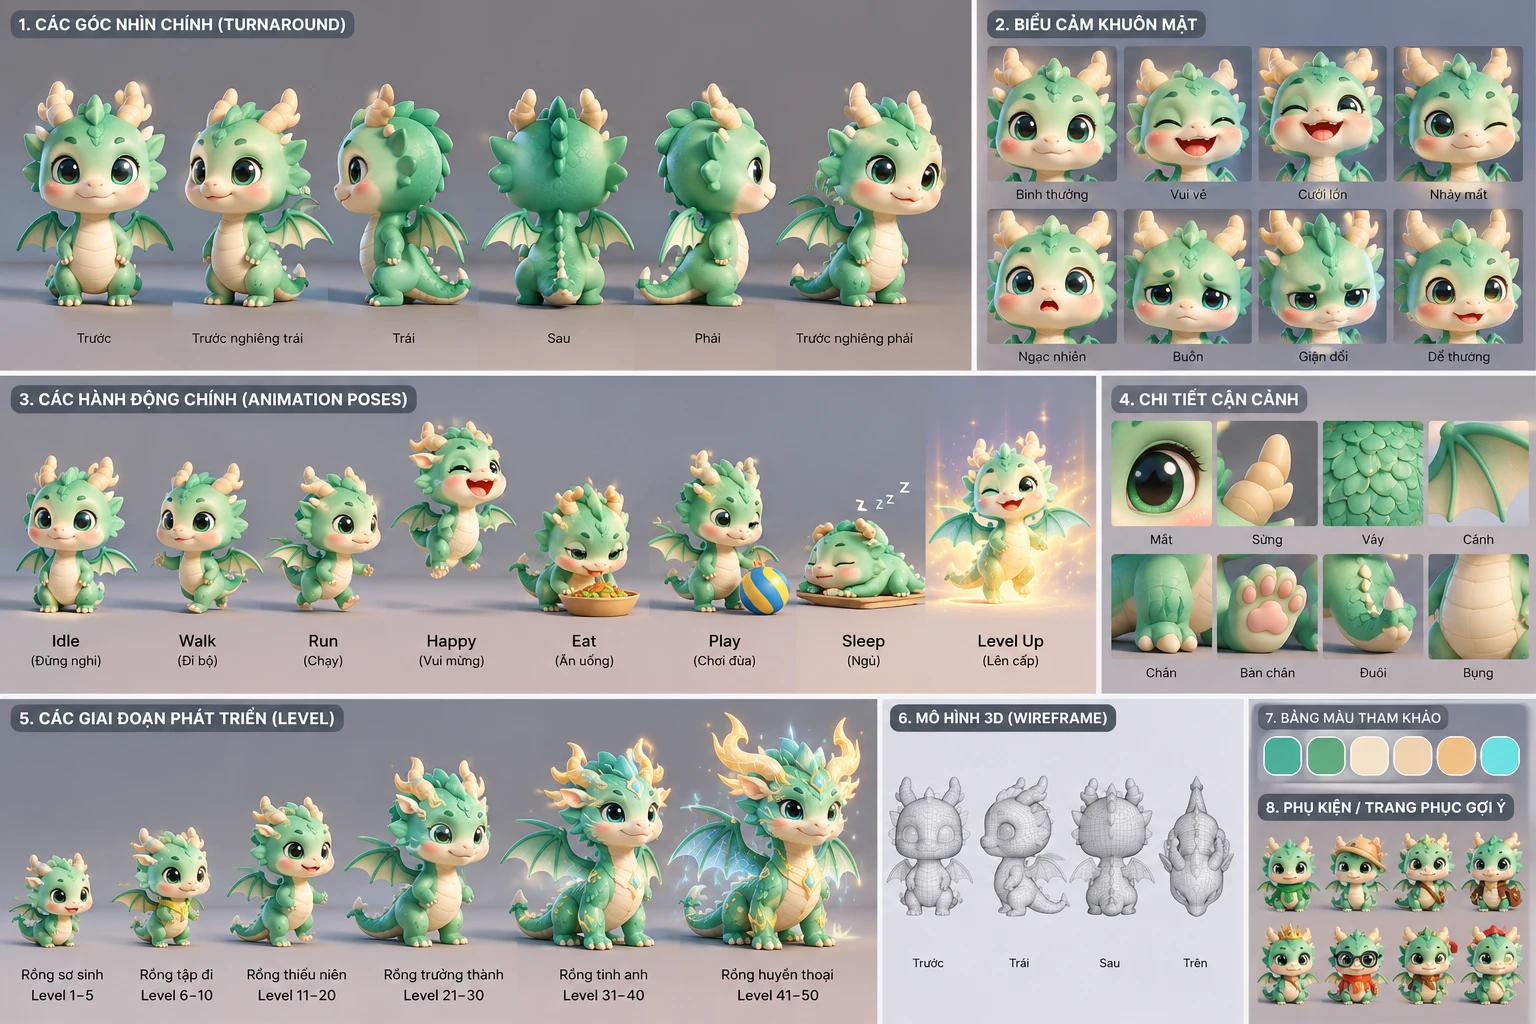 1. CÁC GÓC NHÌN CHÍNH (TURNAROUND)
Trước
Trước nghiêng trái
Trái
Sau
Phải
Trước nghiêng phải
2. BIỂU CẢM KHUÔN MẶT
Bình thường
Vui vẻ
Cười lớn
Nháy mắt
Ngạc nhiên
Buồn
Giận dỗi
Dể thương
3. CÁC HÀNH ĐỘNG CHÍNH (ANIMATION POSES)
z z z z
Idle
(Đứng nghỉ)
Walk
(Đi bộ)
Run
(Chạy)
Happy
(Vui mừng)
Eat
(Ăn uống)
Play
(Chơi đùa)
Sleep
(Ngủ)
Level Up
(Lên cấp)
4. CHI TIẾT CẬN CẢNH
Mắt
Sừng
Váy
Cánh
Chân
Bàn chân
Đuôi
Bụng
5. CÁC GIAI ĐOẠN PHÁT TRIỂN (LEVEL)
Rồng sơ sinh
Level 1-5
Rồng tập đi
Level 6-10
Rồng thiếu niên
Level 11-20
Rồng trưởng thành
Level 21-30
Rồng tinh anh
Level 31-40
Rồng huyền thoại
Level 41-50
6. MÔ HÌNH 3D (WIREFRAME)
Trước
Trái
Sau
Trên
7. BẢNG MÀU THAM KHẢO
8. PHỤ KIỆN / TRANG PHỤC GỢI Ý